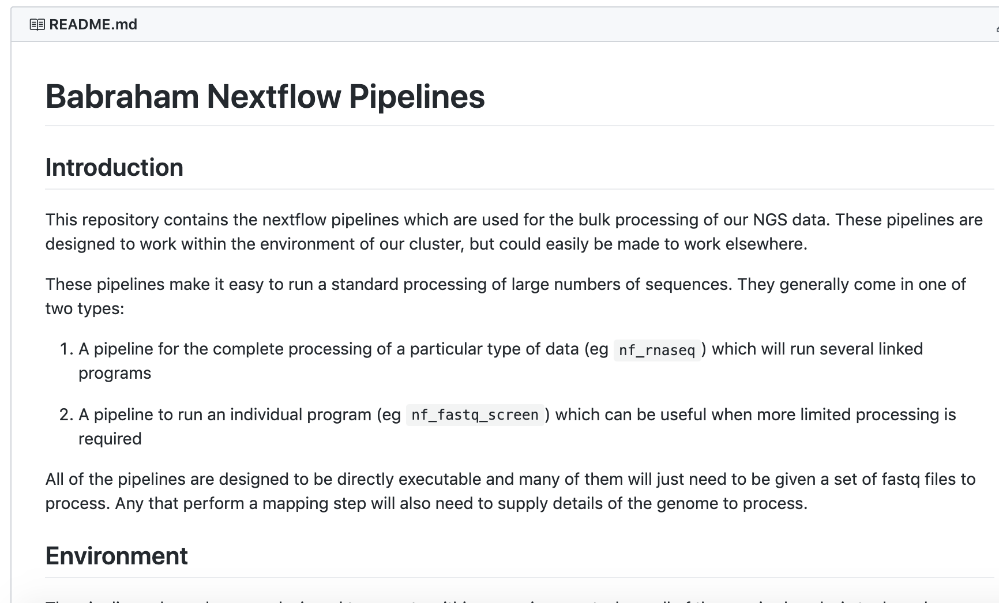 README.md
Babraham Nextflow Pipelines
Introduction
This repository contains the nextflow pipelines which are used for the bulk processing of our NGS data. These pipelines are
designed to work within the environment of our cluster, but could easily be made to work elsewhere.
These pipelines make it easy to run a standard processing of large numbers of sequences. They generally come in one of
two types:
1. A pipeline for the complete processing of a particular type of data (eg nf_rnaseq) which will run several linked
programs
2. A pipeline to run an individual program (eg nf_fastq_screen) which can be useful when more limited processing is
required
All of the pipelines are designed to be directly executable and many of them will just need to be given a set of fastq files to
process. Any that perform a mapping step will also need to supply details of the genome to process.
Environment